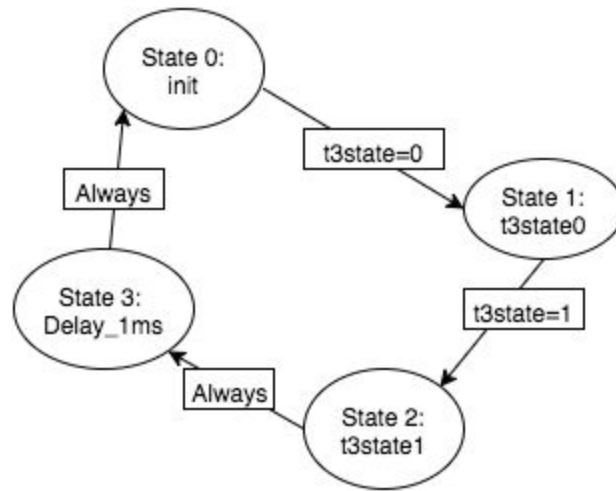 State 0:
init
t3state=0
State 1:
t3state0
t3state=1
State 2:
t3state1
Always
State 3:
Delay_1ms
Always